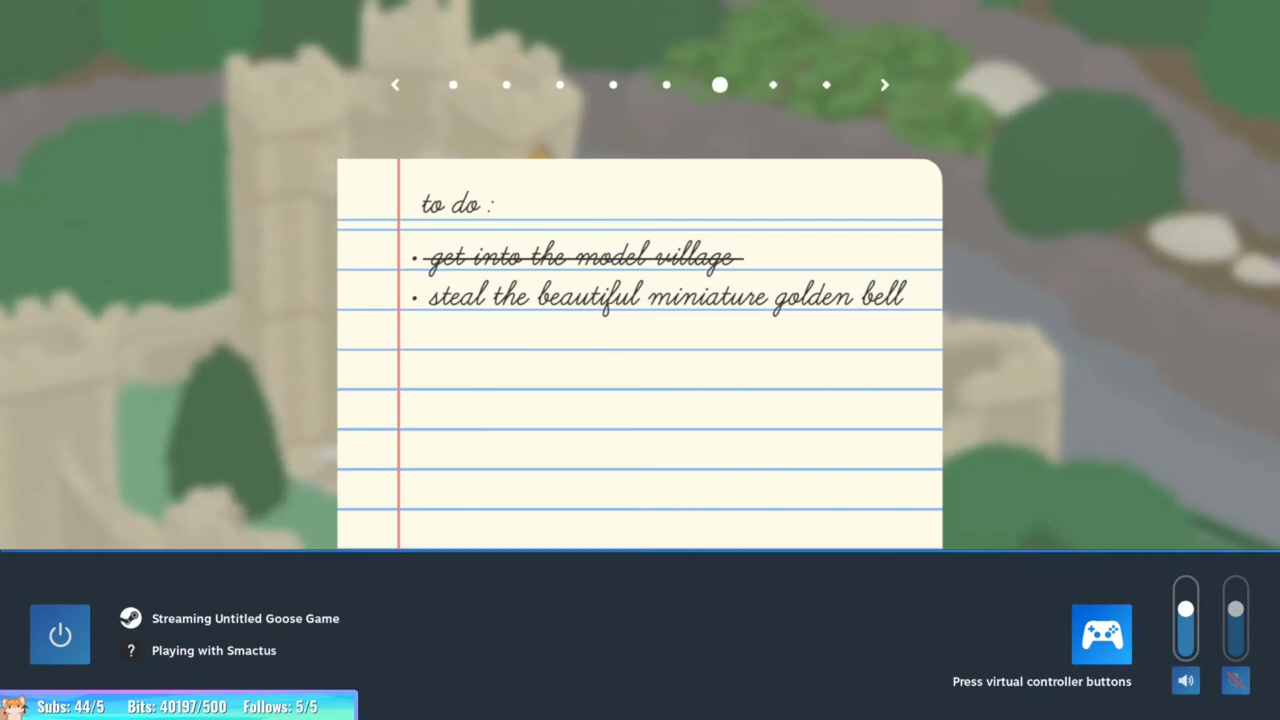 to do :
• get into the model village
• steal the beautiful miniature golden bell
Streaming Untitled Goose Game
? Playing with Smactus
Press virtual controller buttons
Subs: 44/5 Bits: 40197/500 Follows: 5/5